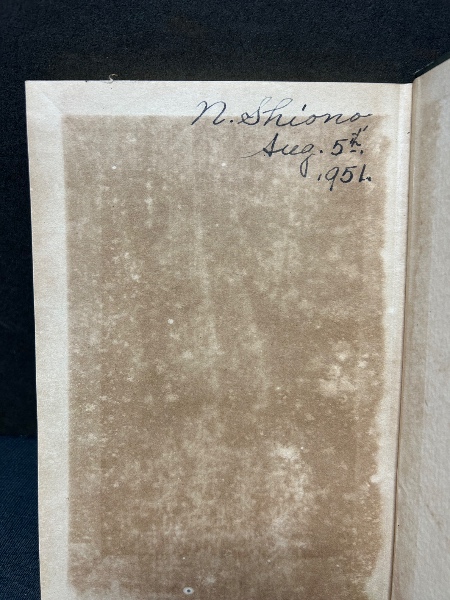 N. Shiono
Aug. 5th.
1951.